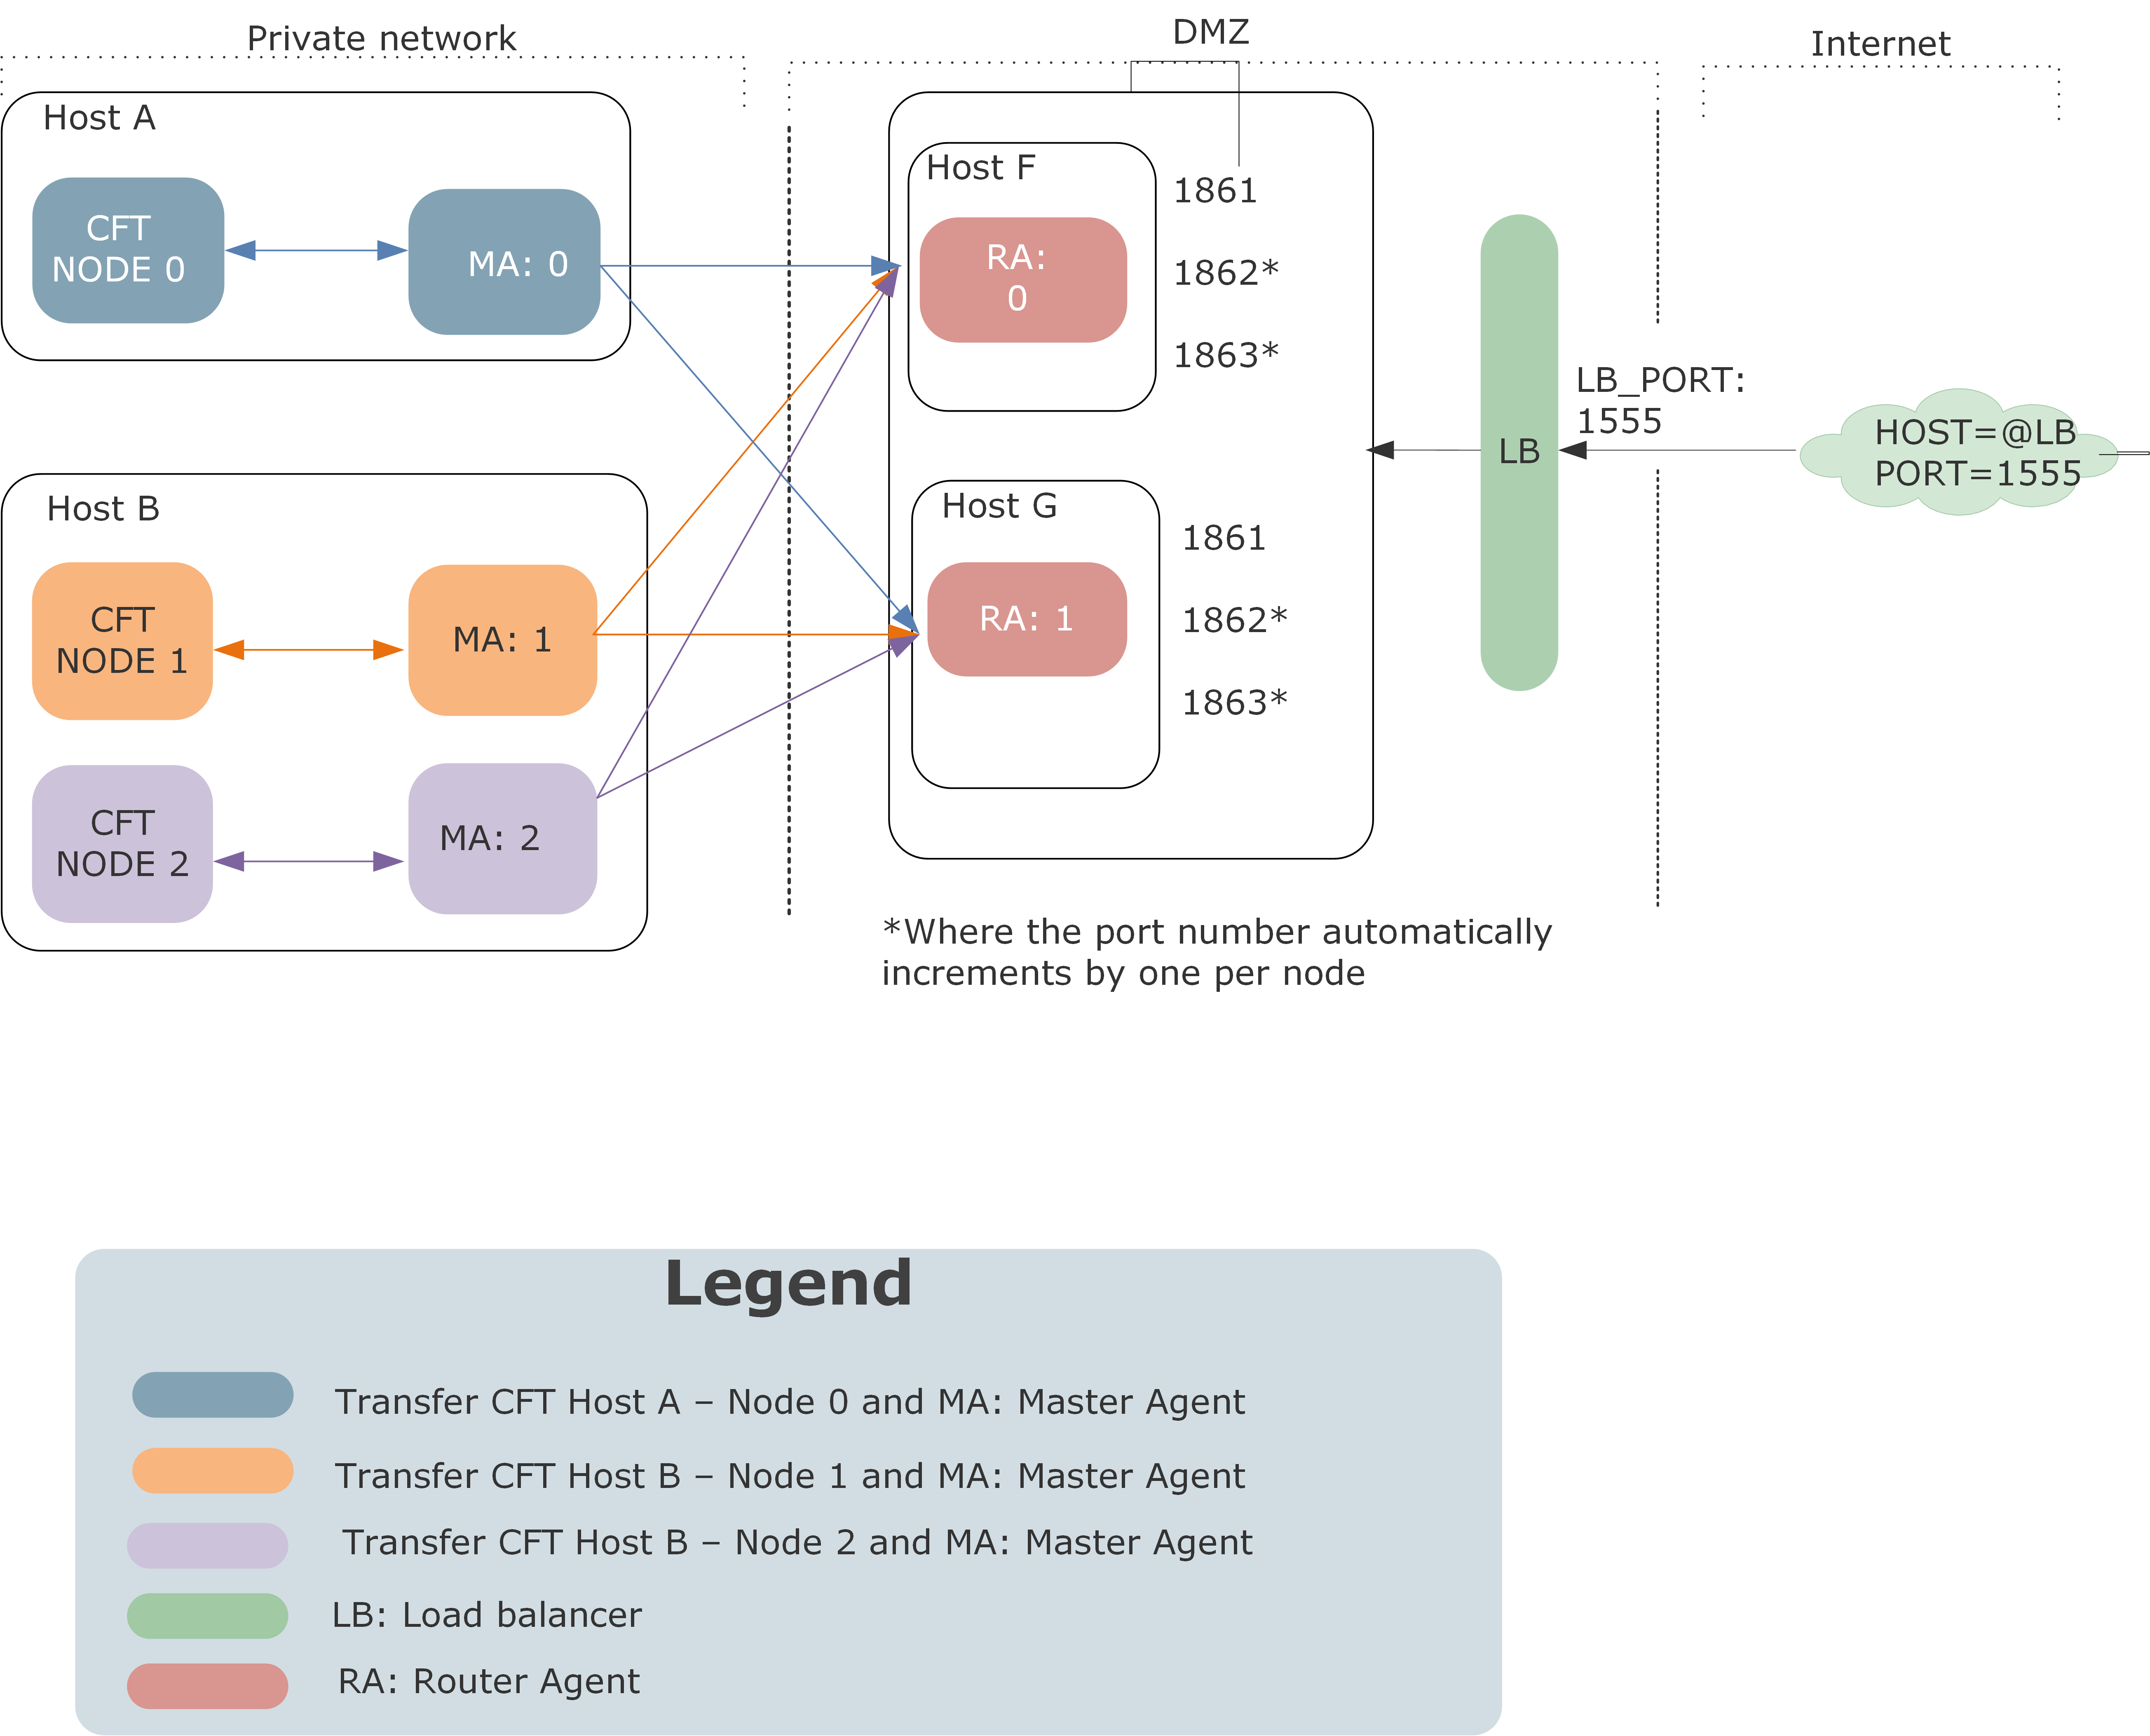 Private network
DMZ
Internet
Host A
CFT
NODE 0
MA: 0
Host F
RA:
0
1861
1862*
1863*
LB_PORT:
1555
LB
HOST=@LB
PORT=1555
Host B
CFT
NODE 1
MA: 1
Host G
RA: 1
1861
1862*
1863*
CFT
NODE 2
MA: 2
*Where the port number automatically
increments by one per node
Legend
Transfer CFT Host A – Node 0 and MA: Master Agent
Transfer CFT Host B – Node 1 and MA: Master Agent
Transfer CFT Host B – Node 2 and MA: Master Agent
LB: Load balancer
RA: Router Agent